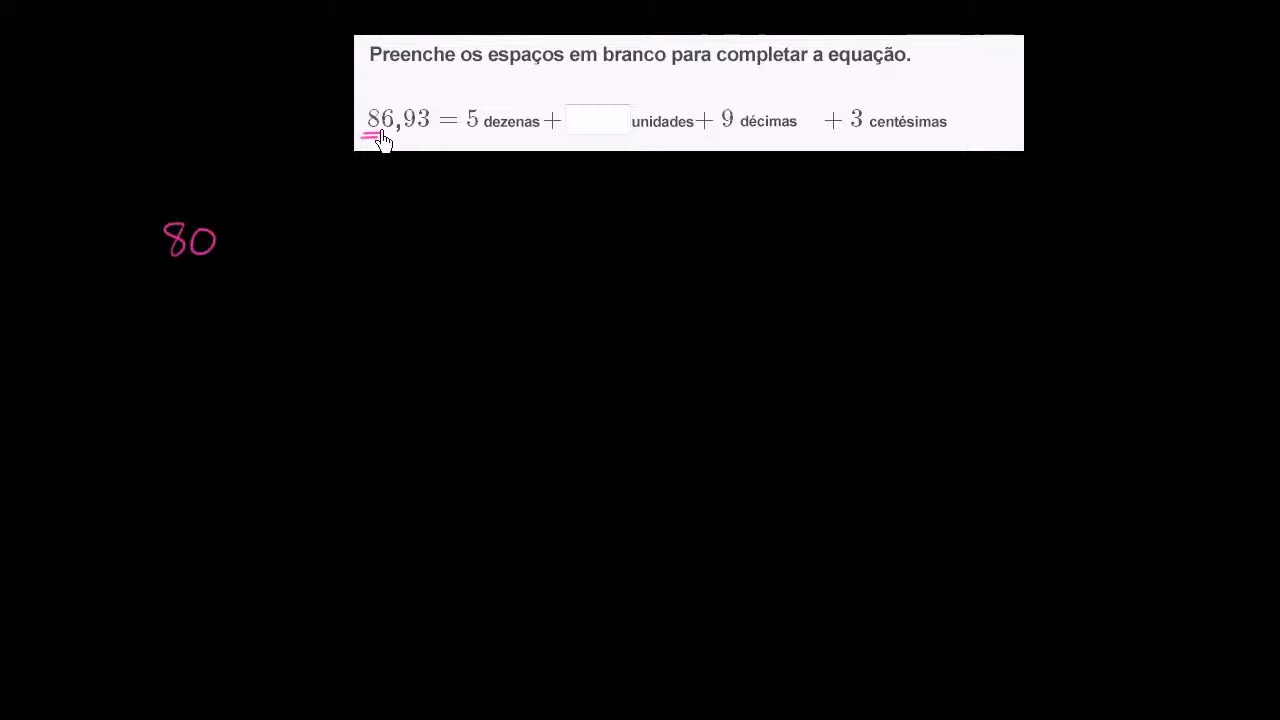 Preenche os espaços em branco para completar a equação.
86,93 = 5 dezenas + unidades + 9 décimas + 3 centésimas
80